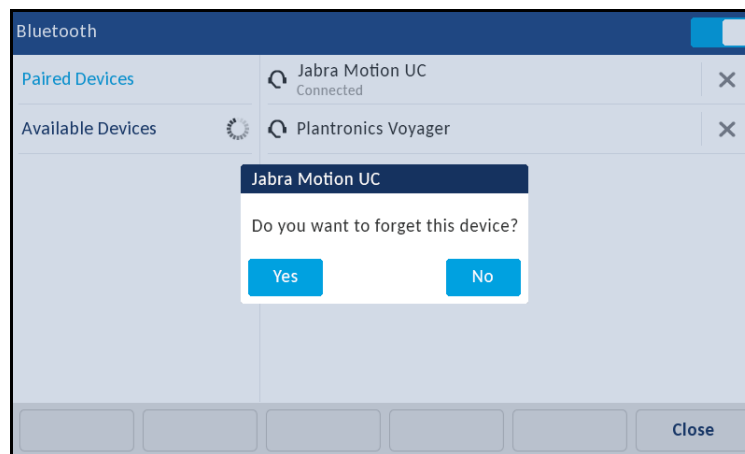 Bluetooth
Paired Devices
Jabra Motion UC
Connected
Available Devices
Plantronics Voyager
Jabra Motion UC
Do you want to forget this device?
Yes
No
Close